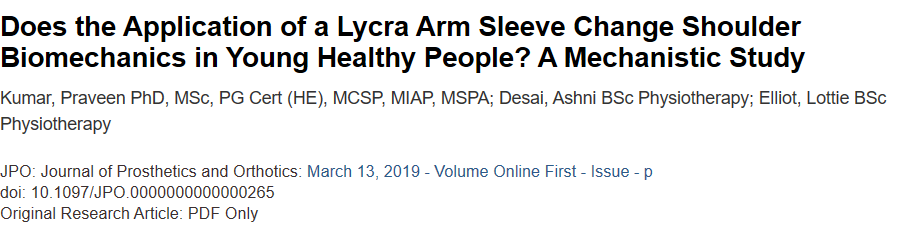 Does the Application of a Lycra Arm Sleeve Change Shoulder
Biomechanics in Young Healthy People? A Mechanistic Study
Kumar, Praveen PhD, MSc, PG Cert (HE), MCSP, MIAP, MSPA; Desai, Ashni BSc Physiotherapy; Elliot, Lottie BSc
Physiotherapy
JPO: Journal of Prosthetics and Orthotics: March 13, 2019 - Volume Online First - Issue - p
doi: 10.1097/JPO.0000000000000265
Original Research Article: PDF Only